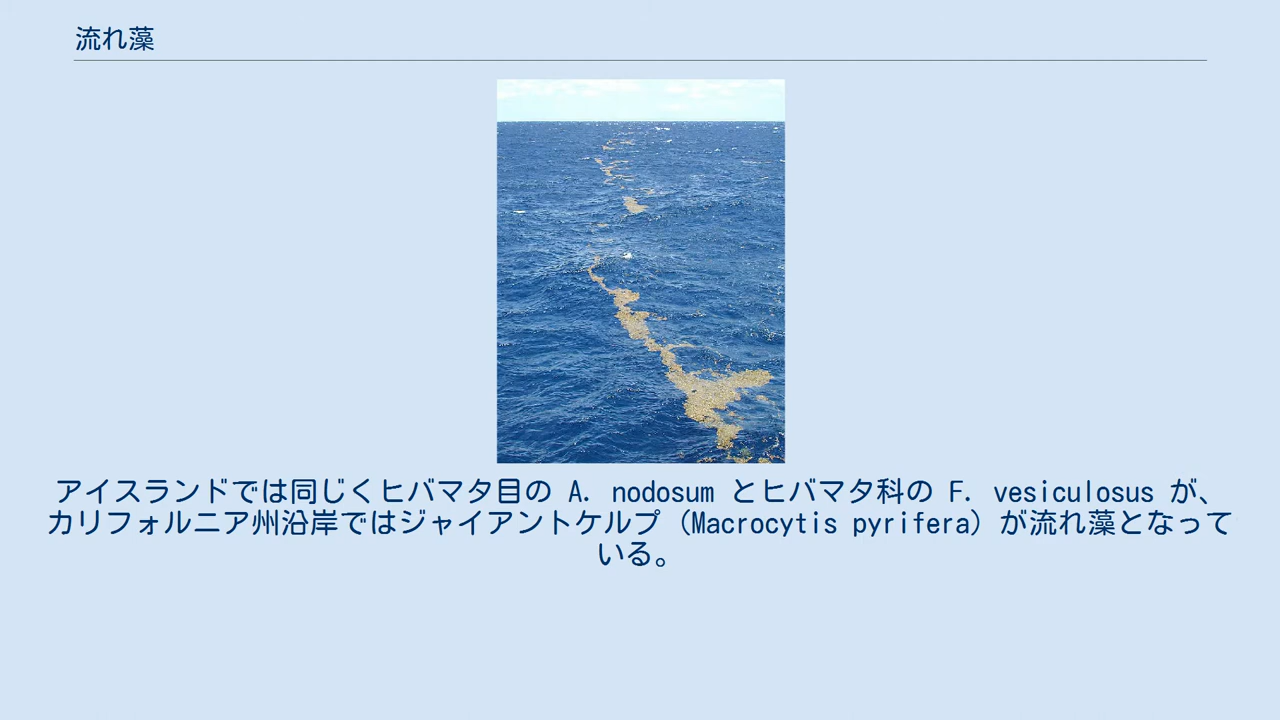 流れ藻
アイスランドでは同じくヒバマタ目の A. nodosum とヒバマタ科の F. vesiculosus が、
カリフォルニア州沿岸ではジャイアントケルプ (Macrocytis pyrifera) が流れ藻となって
いる。